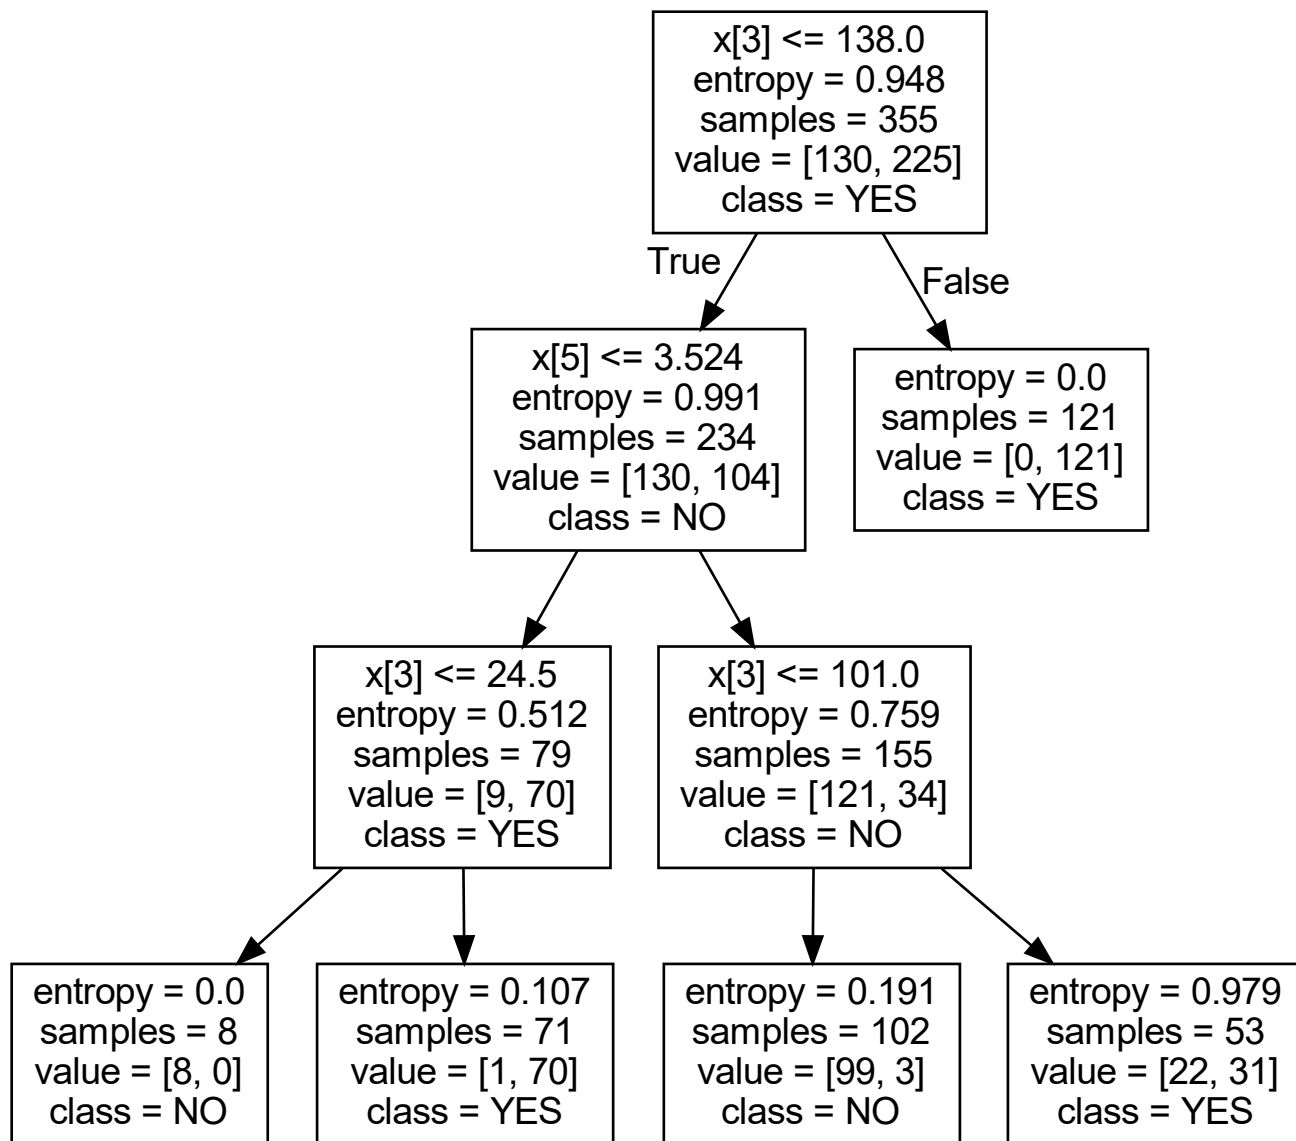 x[3] <= 138.0
entropy = 0.948
samples = 355
value = [130, 225]
class = YES
True
False
x[5] <= 3.524
entropy = 0.991
samples = 234
value = [130, 104]
class = NO
entropy = 0.0
samples = 121
value = [0, 121]
class = YES
x[3] <= 24.5
entropy = 0.512
samples = 79
value = [9, 70]
class = YES
x[3] <= 101.0
entropy = 0.759
samples = 155
value = [121, 34]
class = NO
entropy = 0.0
samples = 8
value = [8, 0]
class = NO
entropy = 0.107
samples = 71
value = [1, 70]
class = YES
entropy = 0.191
samples = 102
value = [99, 3]
class = NO
entropy = 0.979
samples = 53
value = [22, 31]
class = YES